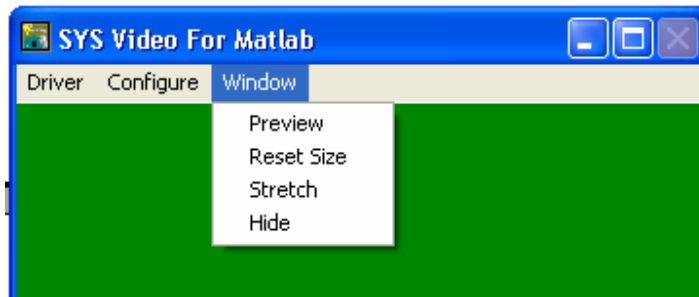 SYS Video For Matlab
Driver Configure Window
Preview
Reset Size
Stretch
Hide